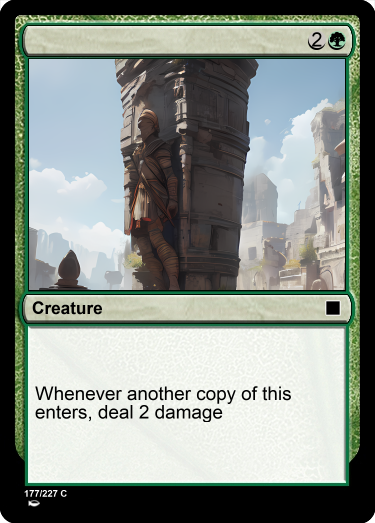 2
Creature
Whenever another copy of this
enters, deal 2 damage
177/227 C